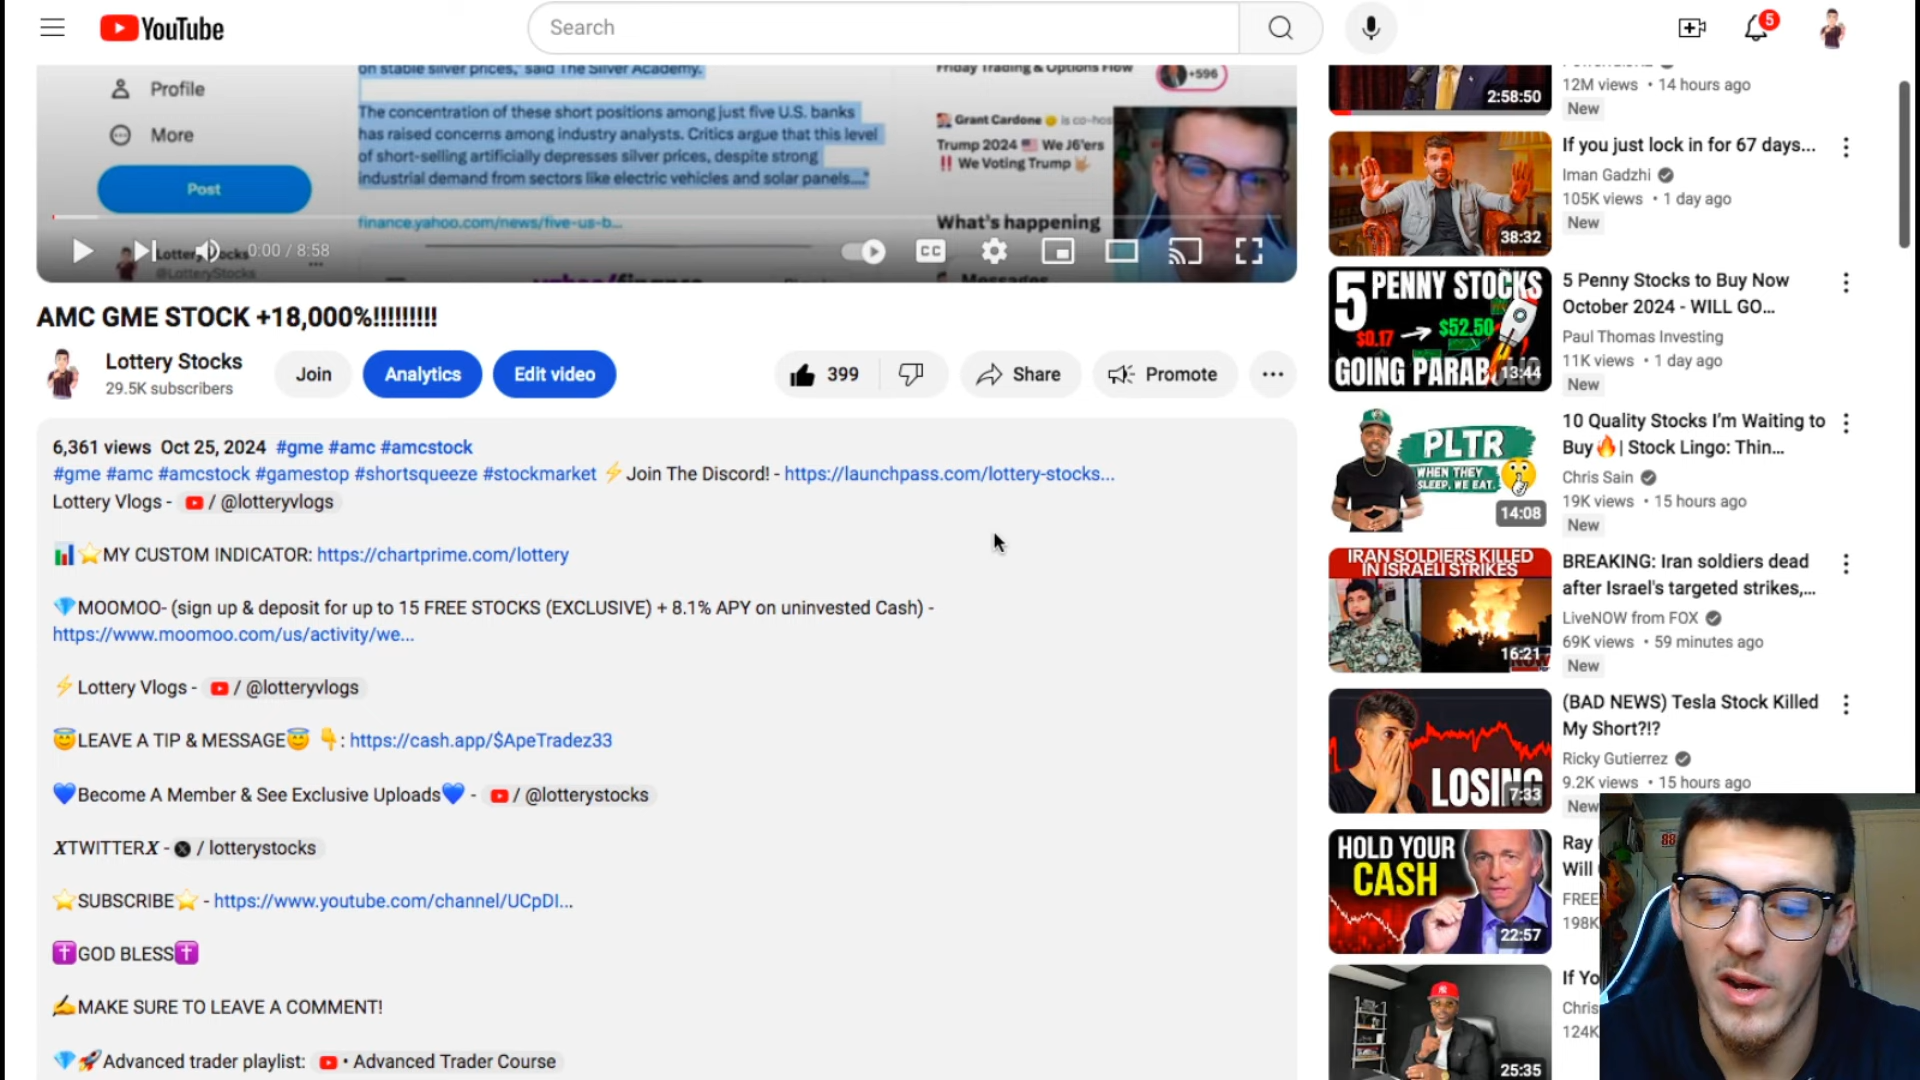 YouTube
Search
5
Profile
More
Post
on stable silver prices," said The Silver Academy.
The concentration of these short positions among just five U.S. banks
has raised concerns among industry analysts. Critics argue that this level
of short-selling artificially depresses silver prices, despite strong
industrial demand from sectors like electric vehicles and solar panels...."
finance.yahoo.com/news/five-us-b...
Friday Trading & Options Flow
+596
Grant Cardone is co-hos
Trump 2024 🇺🇸 We J6'ers
‼️ We Voting Trump
What's happening
Messages
0:00 / 8:58
CC
@LotteryStocks
yahoo/finance
AMC GME STOCK +18,000%!!!!!!!!!
Lottery Stocks
29.5K subscribers
Join
Analytics
Edit video
399
Share
Promote
6,361 views Oct 25, 2024 #gme #amc #amcstock
#gme #amc #amcstock #gamestop #shortsqueeze #stockmarket ⚡Join The Discord! - https://launchpass.com/lottery-stocks...
Lottery Vlogs - / @lotteryvlogs
📊⭐MY CUSTOM INDICATOR: https://chartprime.com/lottery
💎MOOMOO- (sign up & deposit for up to 15 FREE STOCKS (EXCLUSIVE) + 8.1% APY on uninvested Cash) -
https://www.moomoo.com/us/activity/we...
⚡Lottery Vlogs - / @lotteryvlogs
😇LEAVE A TIP & MESSAGE😇 👇: https://cash.app/$ApeTradez33
💙Become A Member & See Exclusive Uploads💙 - / @lotterystocks
𝑿TWITTER𝑿 - / lotterystocks
⭐SUBSCRIBE⭐ - https://www.youtube.com/channel/UCpDI...
✝️GOD BLESS✝️
✍️MAKE SURE TO LEAVE A COMMENT!
💎🚀Advanced trader playlist: • Advanced Trader Course
2:58:50
12M views • 14 hours ago
New
38:32
If you just lock in for 67 days...
Iman Gadzhi
105K views • 1 day ago
New
5 PENNY STOCKS
$0.17 $52.50
GOING PARAB
13:44
5 Penny Stocks to Buy Now
October 2024 - WILL GO...
Paul Thomas Investing
11K views • 1 day ago
New
PLTR
WHEN THEY
SLEEP, WE EAT.
14:08
10 Quality Stocks I'm Waiting to
Buy🔥| Stock Lingo: Thin...
Chris Sain
19K views • 15 hours ago
New
IRAN SOLDIERS KILLED
IN ISRAELI STRIKES
16:21
BREAKING: Iran soldiers dead
after Israel's targeted strikes,...
LiveNOW from FOX
69K views • 59 minutes ago
New
LOSING
7:33
(BAD NEWS) Tesla Stock Killed
My Short?!?
Ricky Gutierrez
9.2K views • 15 hours ago
New
HOLD YOUR
CASH
22:57
Ray
Will
FREE
198K
25:35
If Yo
Chris
124K